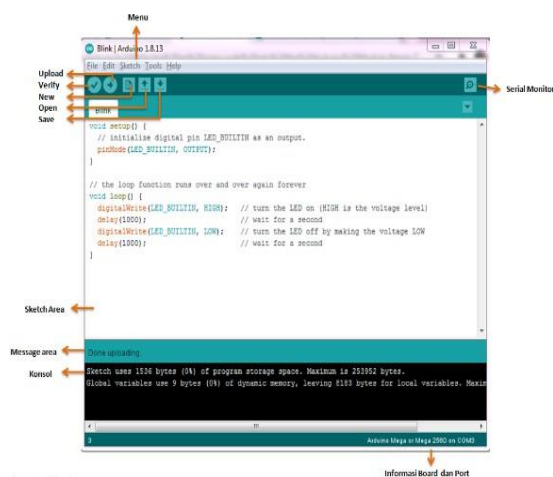 Menu
Blink | Arduino 1.8.13
File Edit Sketch Tools Help
Upload
Verify
New
Open
Save
Serial Monitor
Blink
void setup() {
// initialize digital pin LED_BUILTIN as an output.
pinMode(LED_BUILTIN, OUTPUT);
}
// the loop function runs over and over again forever
void loop() {
digitalWrite(LED_BUILTIN, HIGH); // turn the LED on (HIGH is the voltage level)
delay(1000); // wait for a second
digitalWrite(LED_BUILTIN, LOW); // turn the LED off by making the voltage LOW
delay(1000); // wait for a second
}
Sketch Area
Message area
Done uploading.
Konsol
Sketch uses 1536 bytes (0%) of program storage space. Maximum is 253952 bytes.
Global variables use 9 bytes (0%) of dynamic memory, leaving 8183 bytes for local variables. Maxim
3
Arduino Mega or Mega 2560 on COM3
Informasi Board dan Port